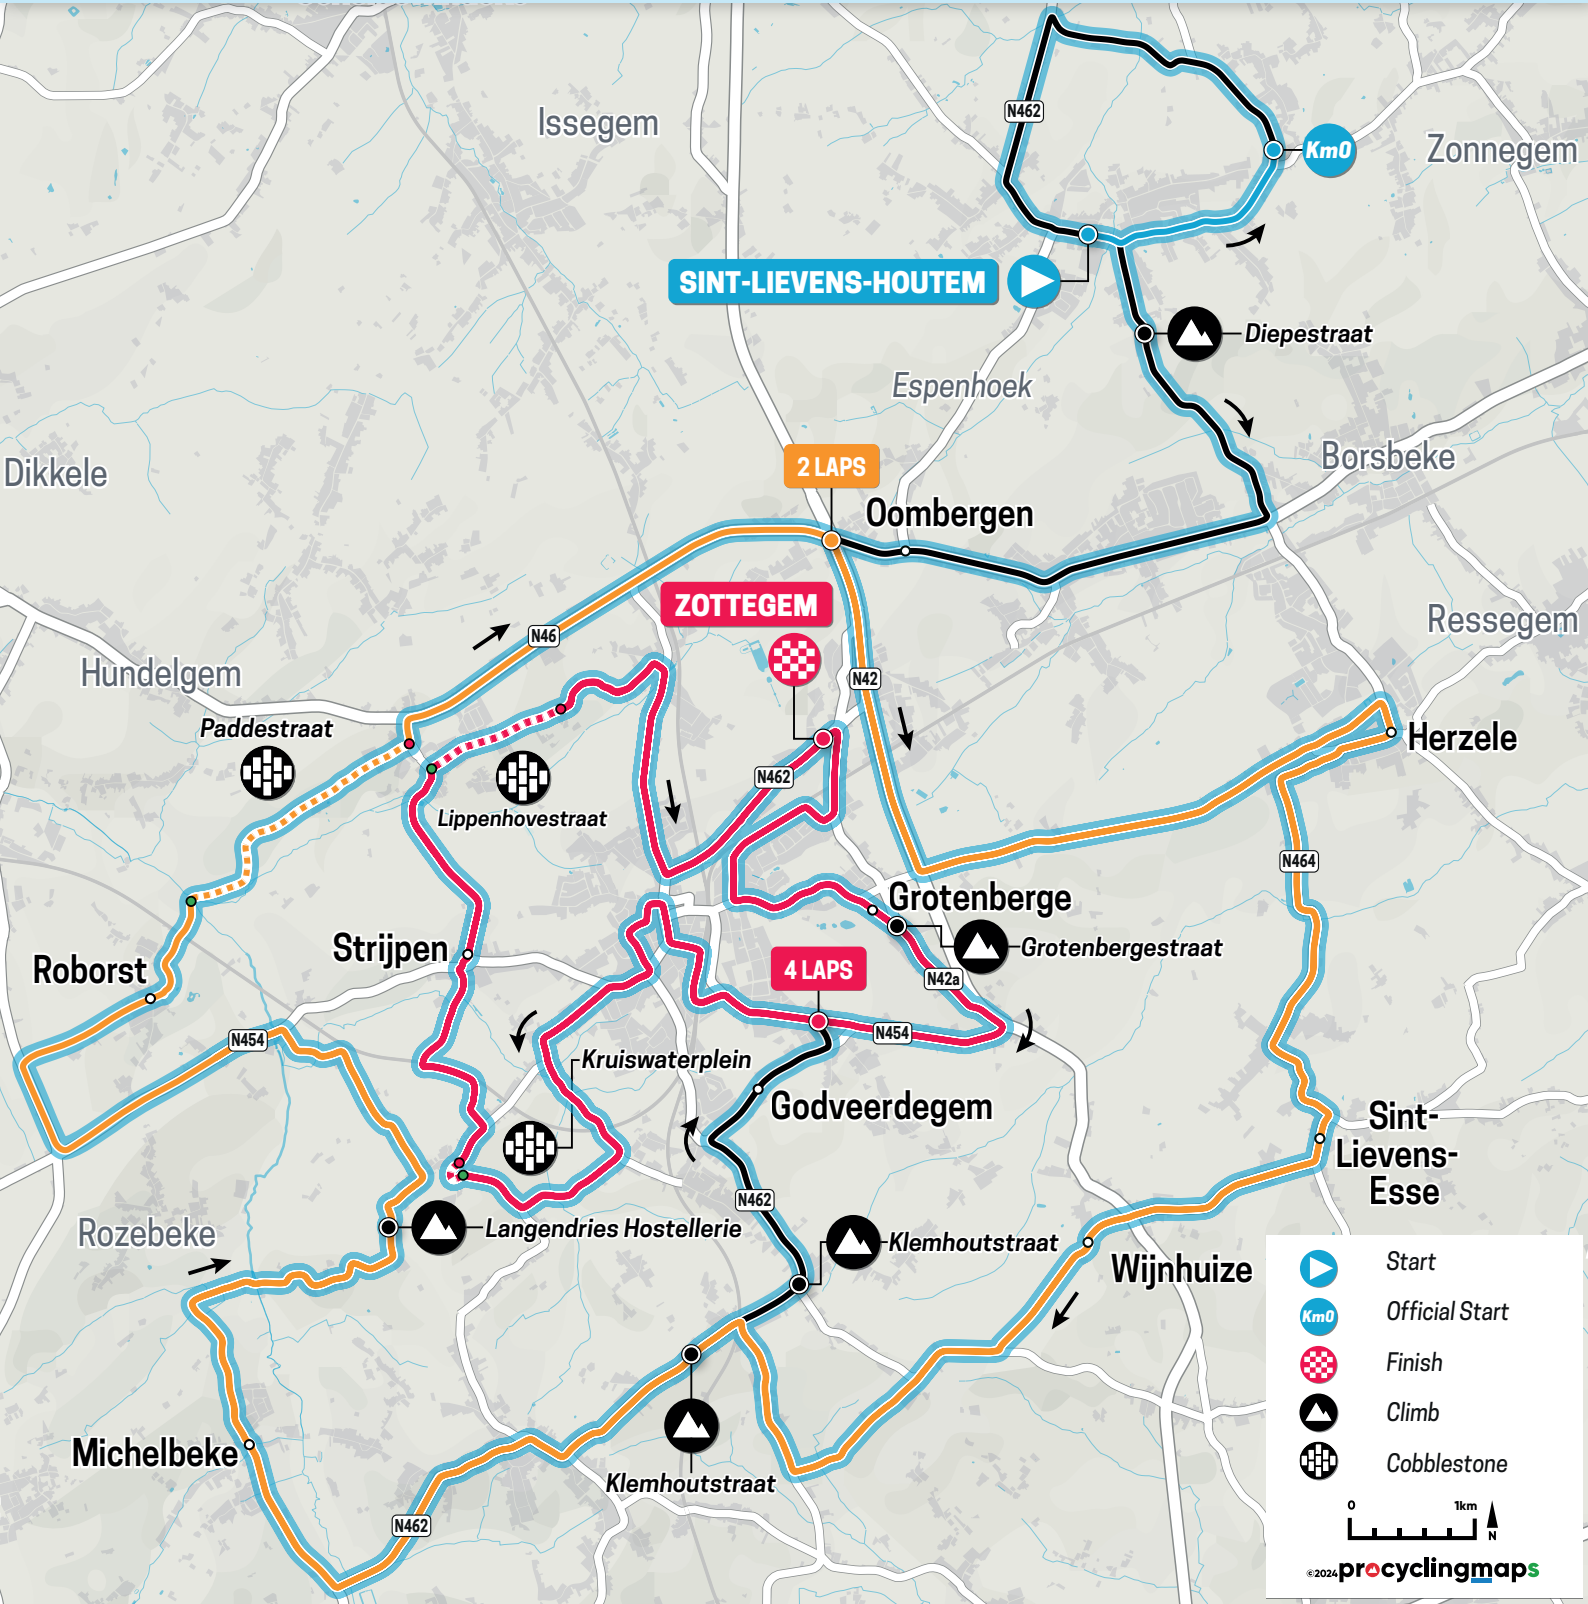 Issegem
N462
Km0
Zonnegem
SINT-LIEVENS-HOUTEM
Diepestraat
Espenhoek
Dikkele
2 LAPS
Borsbeke
Oombergen
ZOTTEGEM
N46
Ressegem
Hundelgem
N42
Paddestraat
Herzele
N462
Lippenhovestraat
N464
Grotenberge
Strijpen
Grotenbergestraat
Roborst
4 LAPS
N42a
N454
N454
Kruiswaterplein
Godveerdegem
Sint-
Lievens-
Esse
N462
Rozebeke
Langendries Hostellerie
Klemhoutstraat
Wijnhuize
Michelbeke
Klemhoutstraat
N462
Start
Km0 Official Start
Finish
Climb
Cobblestone
0 1km
N
©2024 procyclingmaps